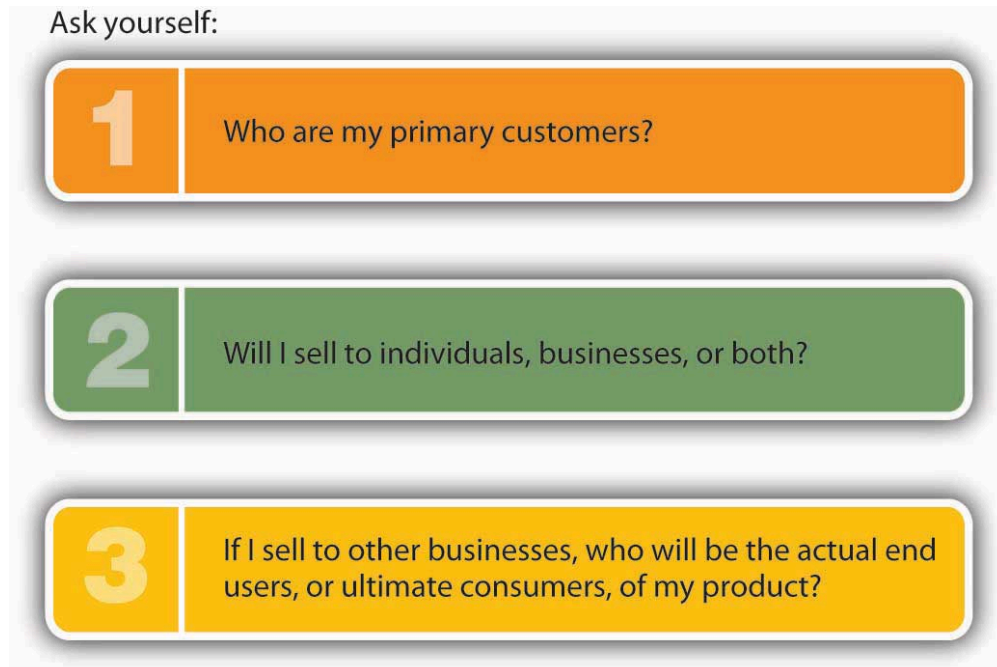 Ask yourself:
1
Who are my primary customers?
2
Will I sell to individuals, businesses, or both?
3
If I sell to other businesses, who will be the actual end
users, or ultimate consumers, of my product?